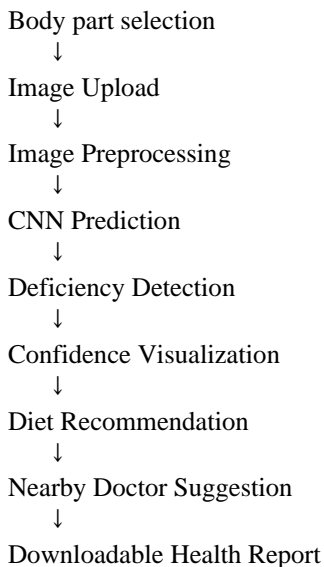 Body part selection
↓
Image Upload
↓
Image Preprocessing
↓
CNN Prediction
↓
Deficiency Detection
↓
Confidence Visualization
↓
Diet Recommendation
↓
Nearby Doctor Suggestion
↓
Downloadable Health Report